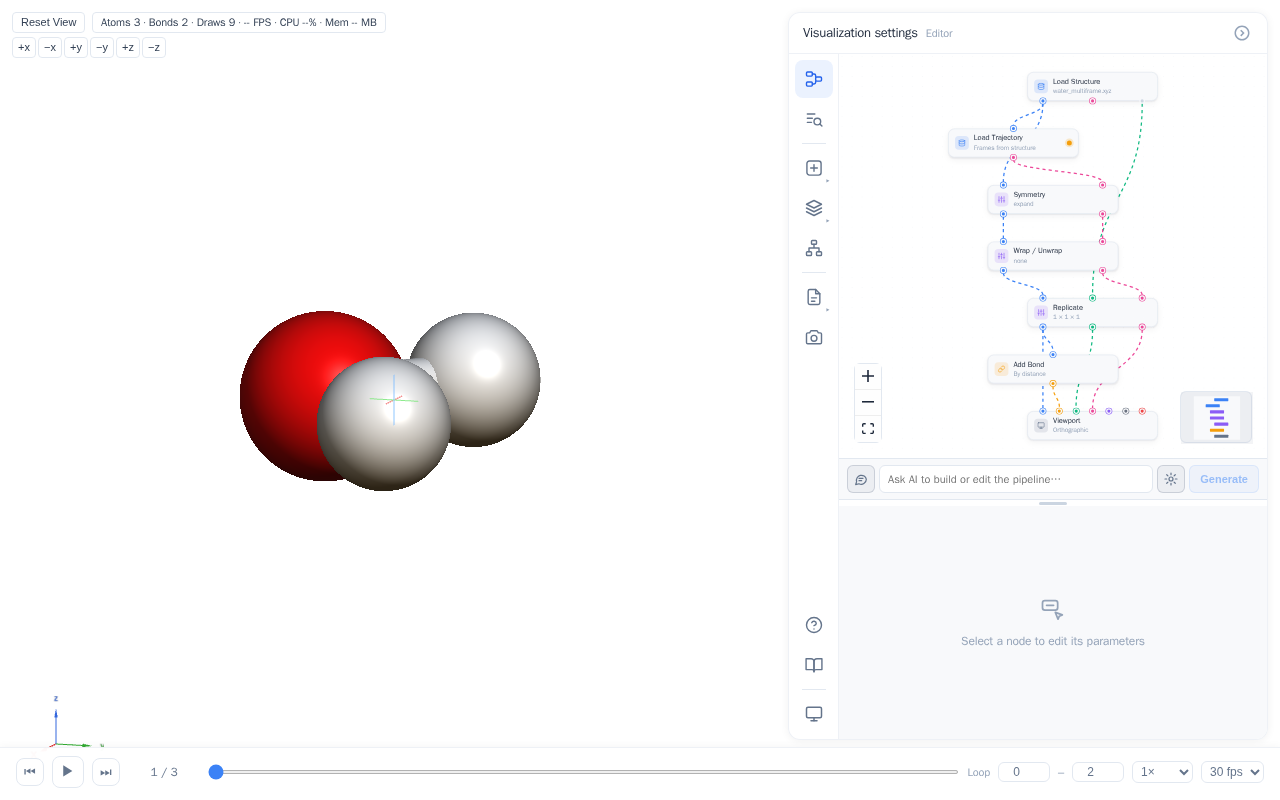 Reset View
Atoms 3 · Bonds 2 · Draws 9 · -- FPS · CPU --% · Mem -- MB
+x
−x
+y
−y
+z
−z
Visualization settings
Editor
Load Structure
water_multiframe.xyz
Load Trajectory
Frames from structure
Symmetry
expand
Wrap / Unwrap
none
Replicate
1 × 1 × 1
Add Bond
By distance
Viewport
Orthographic
Ask AI to build or edit the pipeline···
Generate
Select a node to edit its parameters
z
1 / 3
Loop
0
–
2
1×
30 fps